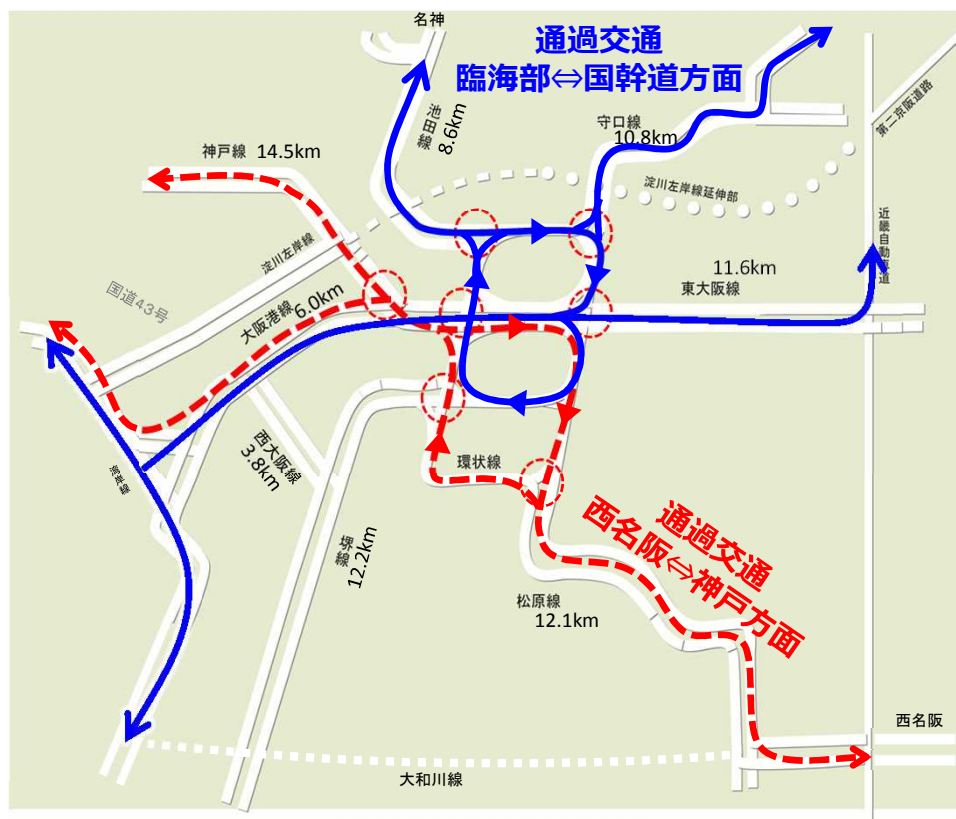 名神
通過交通
臨海部⇔国幹道方面
池田線
8.6km
守口線
10.8km
第二京阪道路
神戸線 14.5km
淀川左岸線延伸部
淀川左岸線
近畿自動車道
11.6km
東大阪線
国道43号
大阪港線
6.0km
西大阪線
3.8km
環状線
湾岸線
通過交通
西名阪⇔神戸方面
堺線
12.2km
松原線
12.1km
西名阪
大和川線